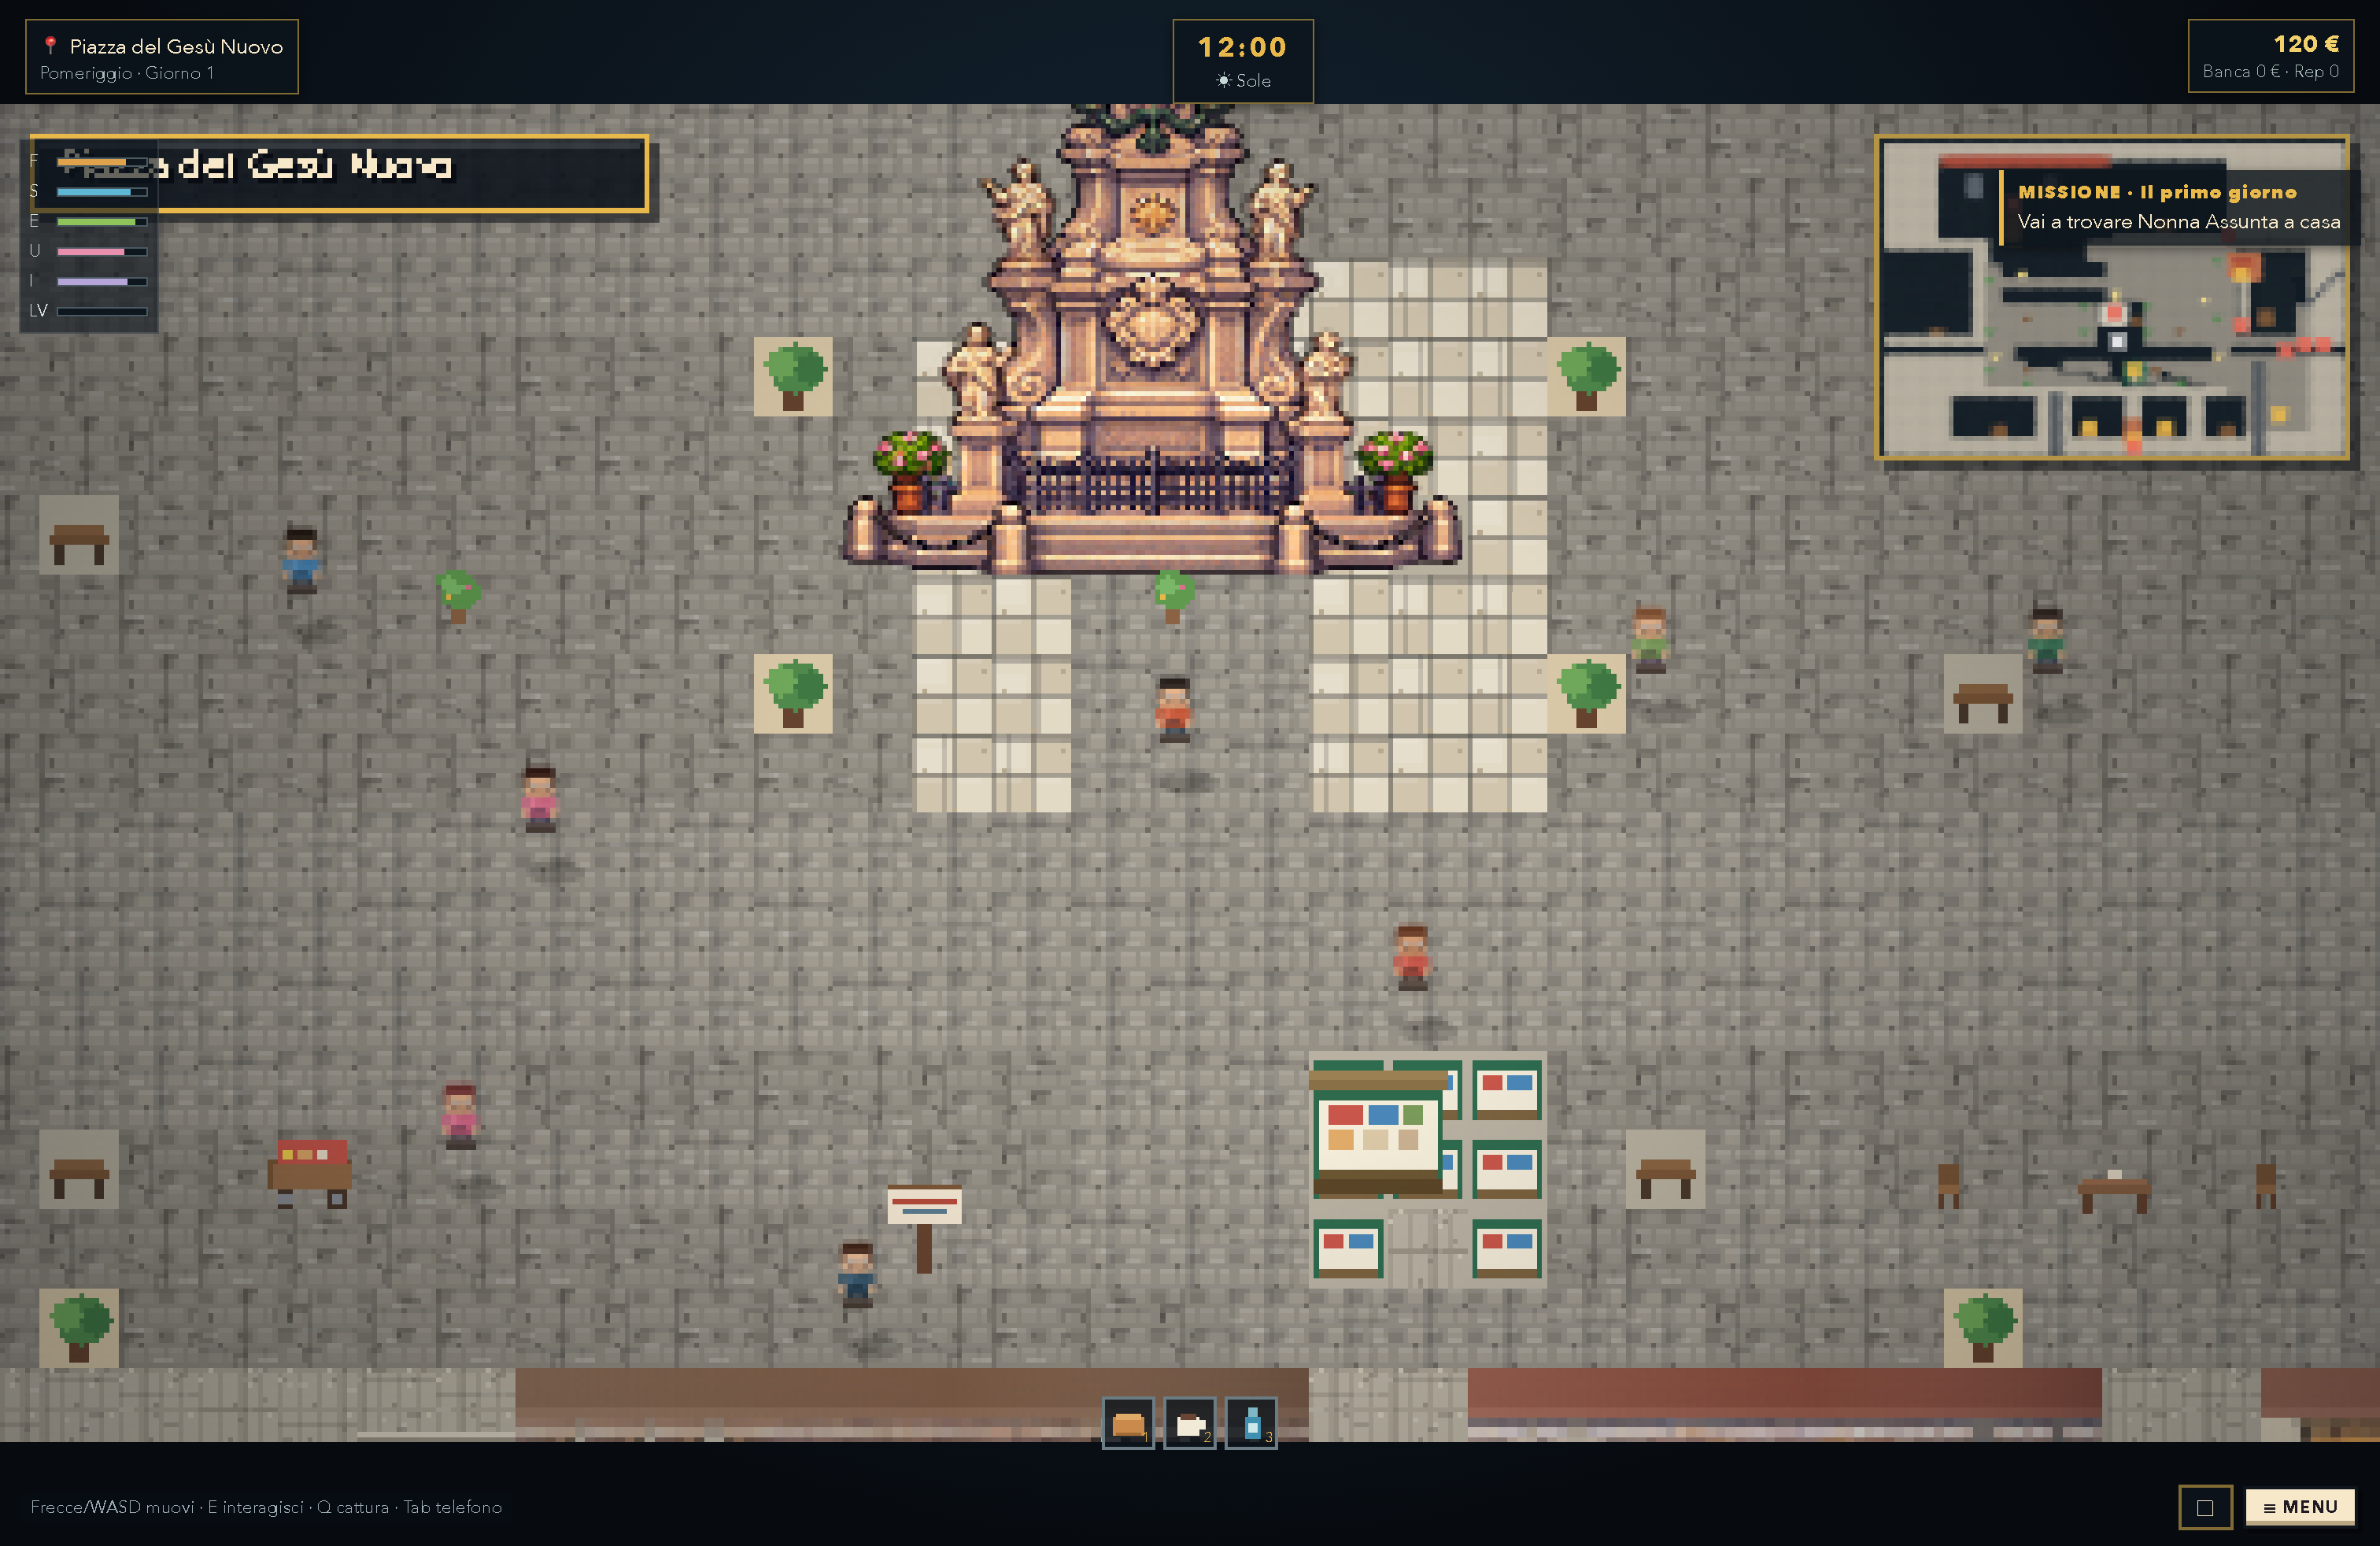 📍 Piazza del Gesù Nuovo
Pomeriggio · Giorno 1
12:00
☀ Sole
120 €
Banca 0 € · Rep 0
del Gesù Nuovo
F
S
E
U
I
LV
MISSIONE · Il primo giorno
Vai a trovare Nonna Assunta a casa
1
2
3
Frecce/WASD muovi · E interagisci · Q cattura · Tab telefono
≡ MENU